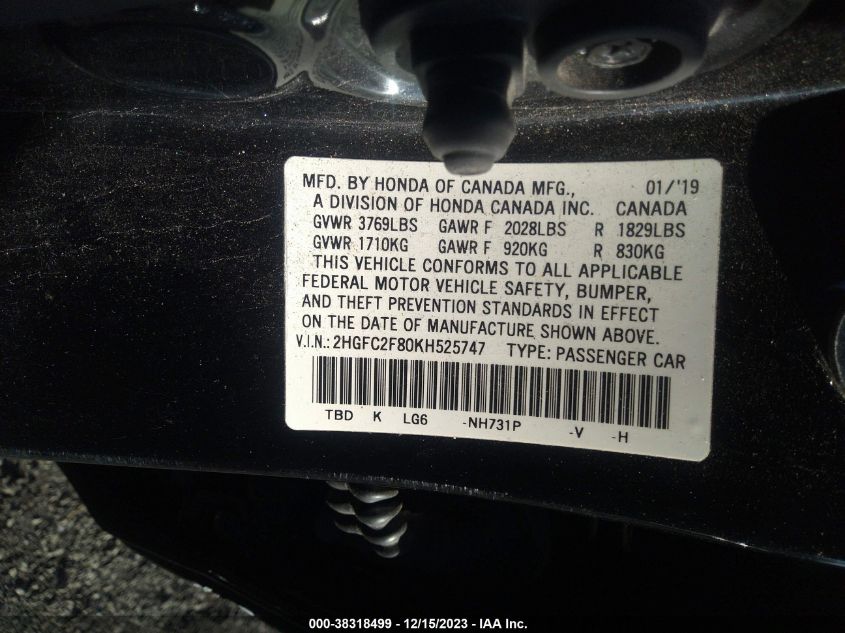 MFD. BY HONDA OF CANADA MFG., 01/'19
A DIVISION OF HONDA CANADA INC. CANADA
GVWR 3769LBS GAWR F 2028LBS R 1829LBS
GVWR 1710KG GAWR F 920KG R 830KG
THIS VEHICLE CONFORMS TO ALL APPLICABLE
FEDERAL MOTOR VEHICLE SAFETY, BUMPER,
AND THEFT PREVENTION STANDARDS IN EFFECT
ON THE DATE OF MANUFACTURE SHOWN ABOVE.
V.I.N.: 2HGFC2F80KH525747 TYPE: PASSENGER CAR
TBD K LG6 -NH731P -V -H
000-38318499 - 12/15/2023 - IAA Inc.